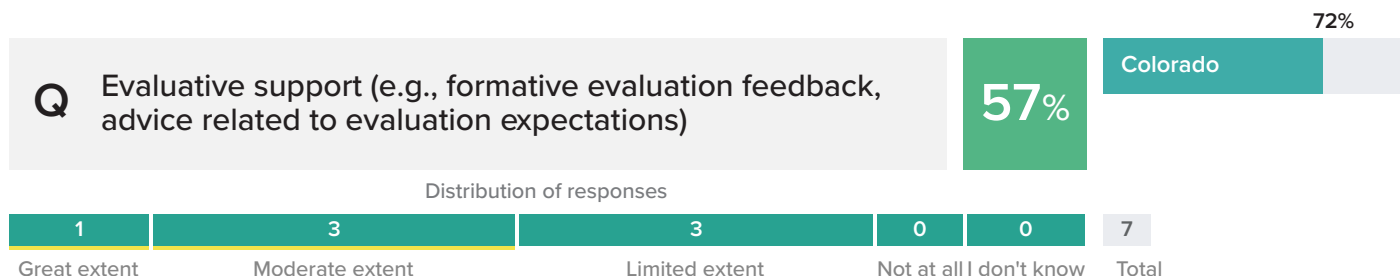 72%
Q Evaluative support (e.g., formative evaluation feedback,
advice related to evaluation expectations)
57%
Colorado
Distribution of responses
1 3 3 0 0 7
Great extent Moderate extent Limited extent Not at all I don't know Total